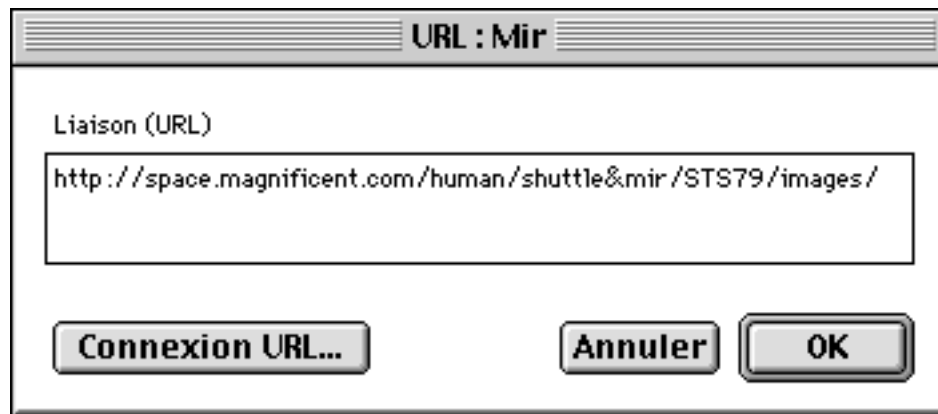 URL : Mir
Liaison (URL)
http://space.magnificent.com/human/shuttle&mir/STS79/images/
Connexion URL... Annuler OK